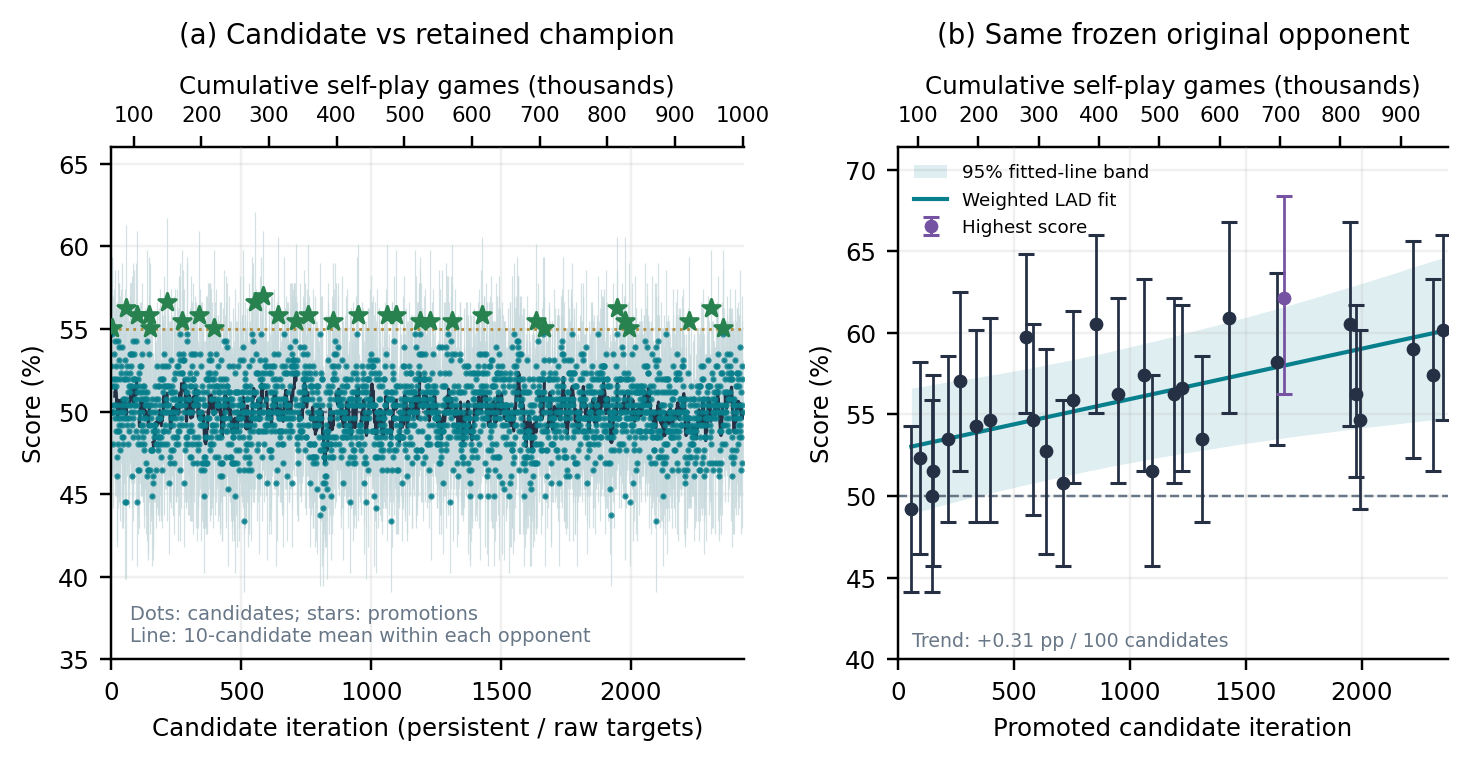 (a) Candidate vs retained champion
Cumulative self-play games (thousands)
100 200 300 400 500 600 700 800 900 1000
65
60
55
50
45
40
35
Score (%)
Dots: candidates; stars: promotions
Line: 10-candidate mean within each opponent
0 500 1000 1500 2000
Candidate iteration (persistent / raw targets)
(b) Same frozen original opponent
Cumulative self-play games (thousands)
100 200 300 400 500 600 700 800 900
70
65
60
55
50
45
40
Score (%)
95% fitted-line band
Weighted LAD fit
Highest score
Trend: +0.31 pp / 100 candidates
0 500 1000 1500 2000
Promoted candidate iteration